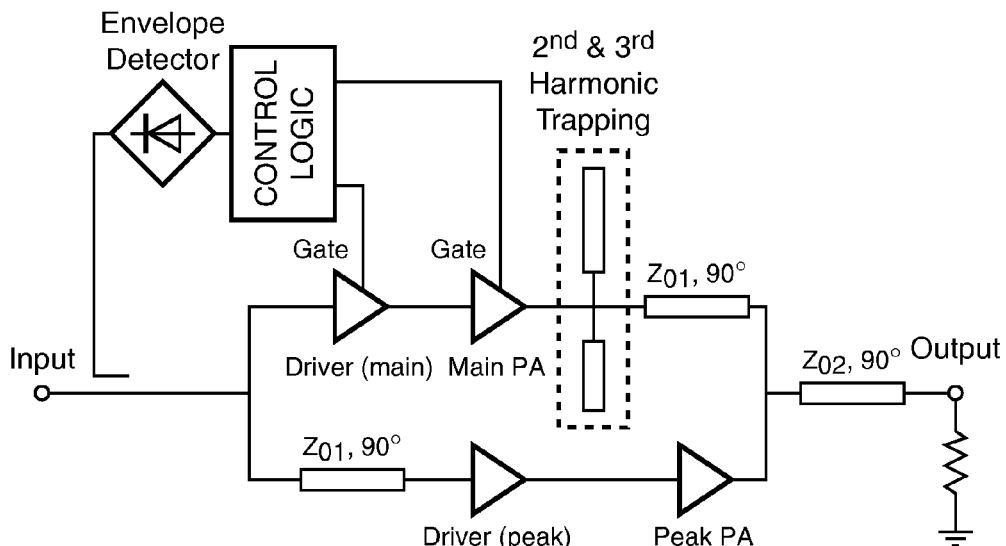 Envelope
Detector
CONTROL
LOGIC
2nd & 3rd
Harmonic
Trapping
Gate
Gate
Z01, 90°
Input
Driver (main)
Main PA
Z02, 90°
Output
Z01, 90°
Driver (peak)
Peak PA